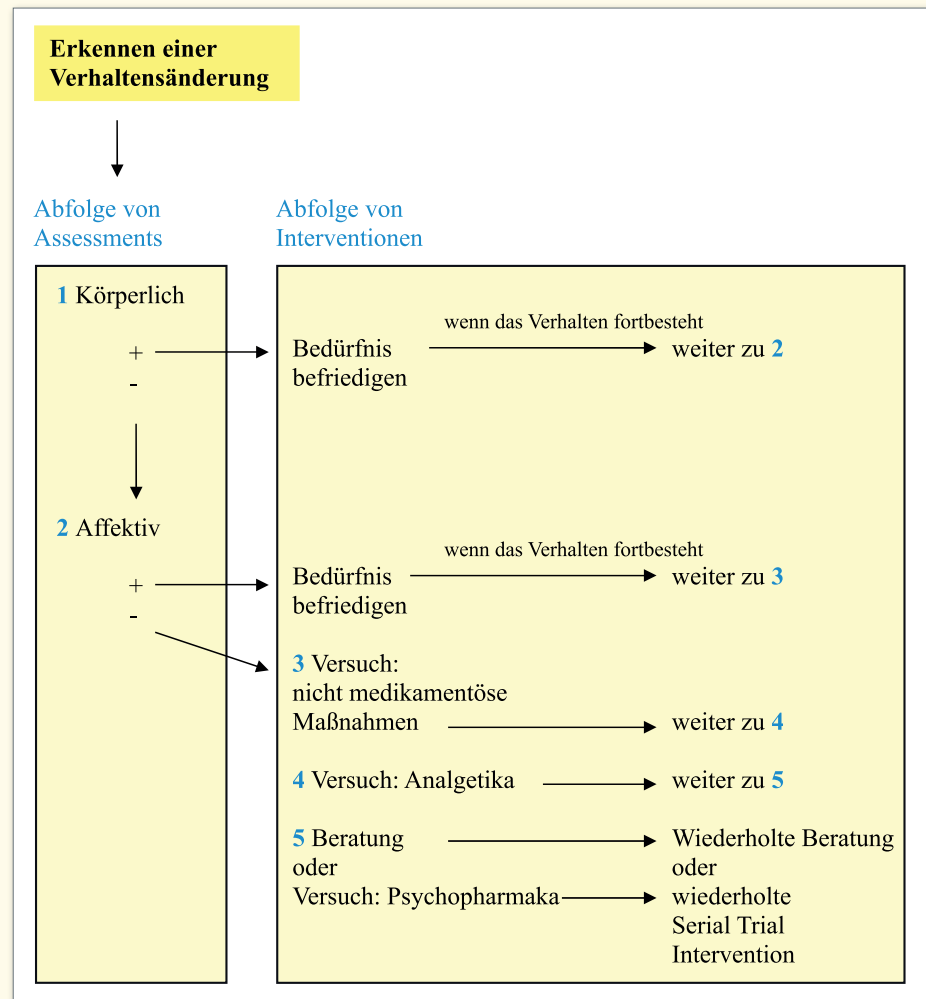 Erkennen einer
Verhaltensänderung
Abfolge von
Assessments
Abfolge von
Interventionen
1 Körperlich
+
-
wenn das Verhalten fortbesteht
Bedürfnis
befriedigen
weiter zu 2
2 Affektiv
+
-
wenn das Verhalten fortbesteht
Bedürfnis
befriedigen
weiter zu 3
3 Versuch:
nicht medikamentöse
Maßnahmen
weiter zu 4
4 Versuch: Analgetika
weiter zu 5
5 Beratung
oder
Versuch: Psychopharmaka
Wiederholte Beratung
oder
wiederholte
Serial Trial
Intervention